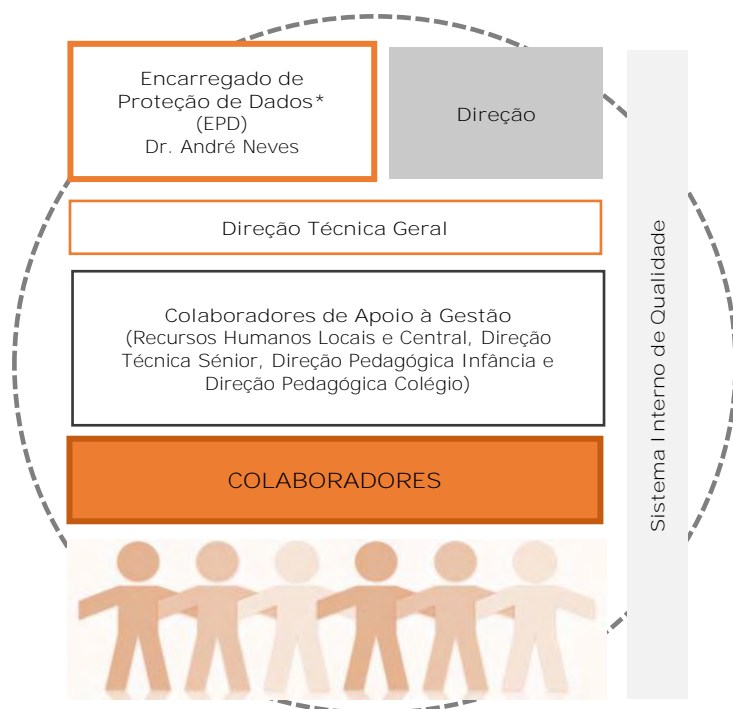 Encarregado de
Proteção de Dados*
(EPD)
Dr. André Neves
Direção
Direção Técnica Geral
Colaboradores de Apoio à Gestão
(Recursos Humanos Locais e Central, Direção
Técnica Sénior, Direção Pedagógica Infância e
Direção Pedagógica Colégio)
COLABORADORES
Sistema Interno de Qualidade